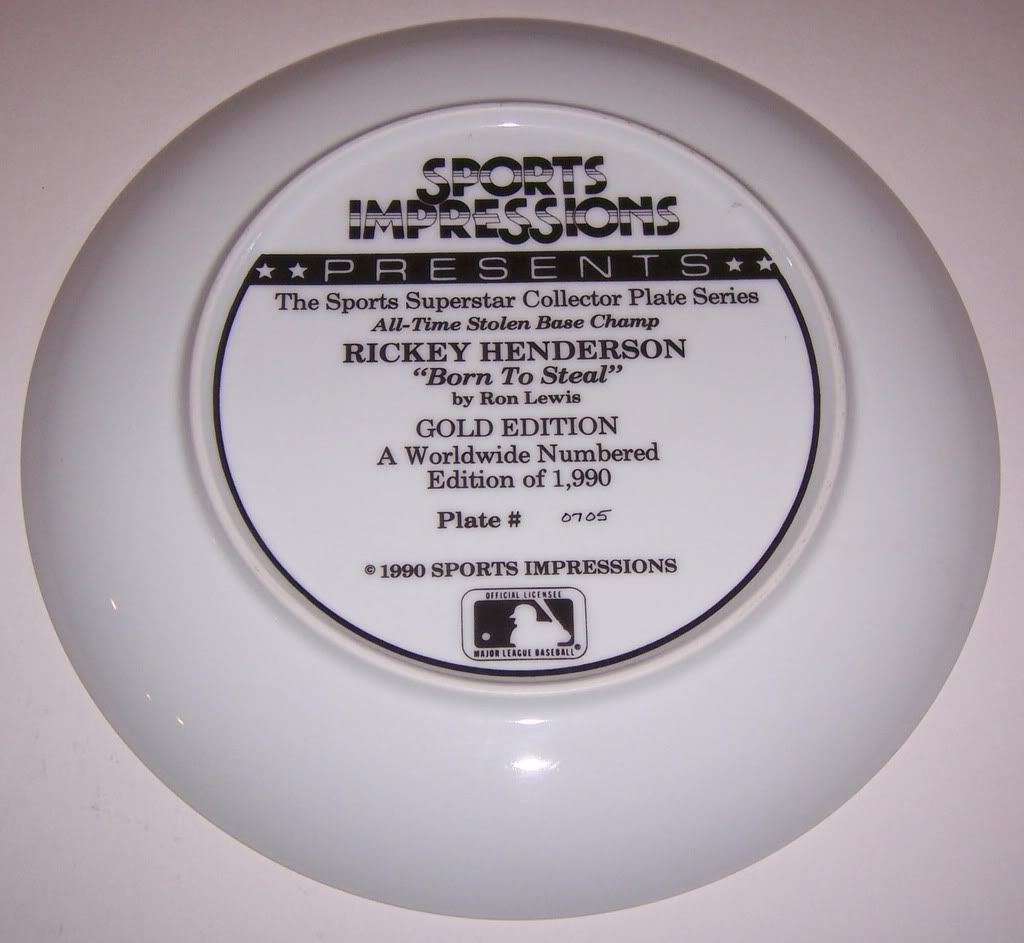 SPORTS
IMPRESSIONS
PRESENTS
The Sports Superstar Collector Plate Series
All-Time Stolen Base Champ
RICKEY HENDERSON
“Born To Steal”
by Ron Lewis
GOLD EDITION
A Worldwide Numbered
Edition of 1,990
Plate # 0705
© 1990 SPORTS IMPRESSIONS
OFFICIAL LICENSEE
MAJOR LEAGUE BASEBALL®